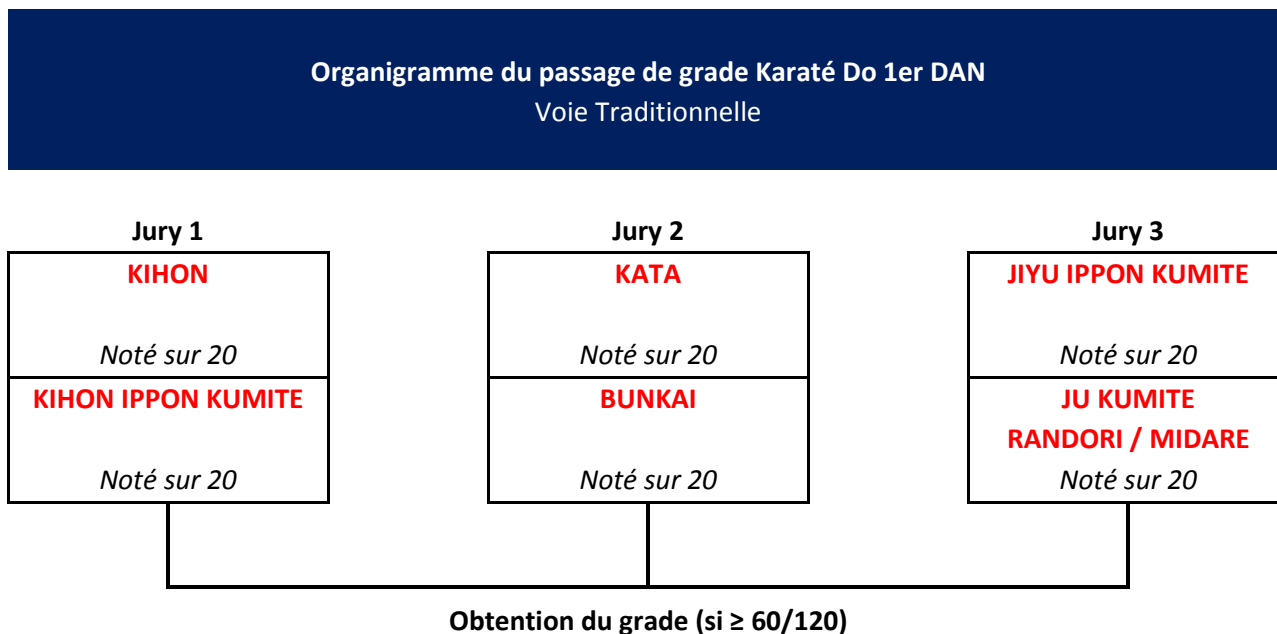 Organigramme du passage de grade Karaté Do 1er DAN
Voie Traditionnelle
Jury 1
KIHON
Noté sur 20
KIHON IPPON KUMITE
Noté sur 20
Jury 2
KATA
Noté sur 20
BUNKAI
Noté sur 20
Jury 3
JIYU IPPON KUMITE
Noté sur 20
JU KUMITE
RANDORI / MIDARE
Noté sur 20
Obtention du grade (si ≥ 60/120)